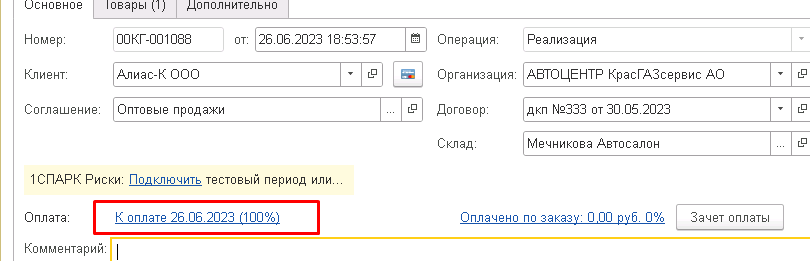 Основное Товары (1) Дополнительно
Номер: 00КГ-001088 от: 26.06.2023 18:53:57 Операция: Реализация
Клиент: Алиас-К ООО Организация: АВТОЦЕНТР КрасГАЗсервис АО
Соглашение: Оптовые продажи ... Договор: дкп №333 от 30.05.2023
Склад: Мечникова Автосалон ...
1СПАРК Риски: Подключить тестовый период или...
Оплата: К оплате 26.06.2023 (100%) Оплачено по заказу: 0,00 руб. 0% Зачет оплаты
Комментарий: